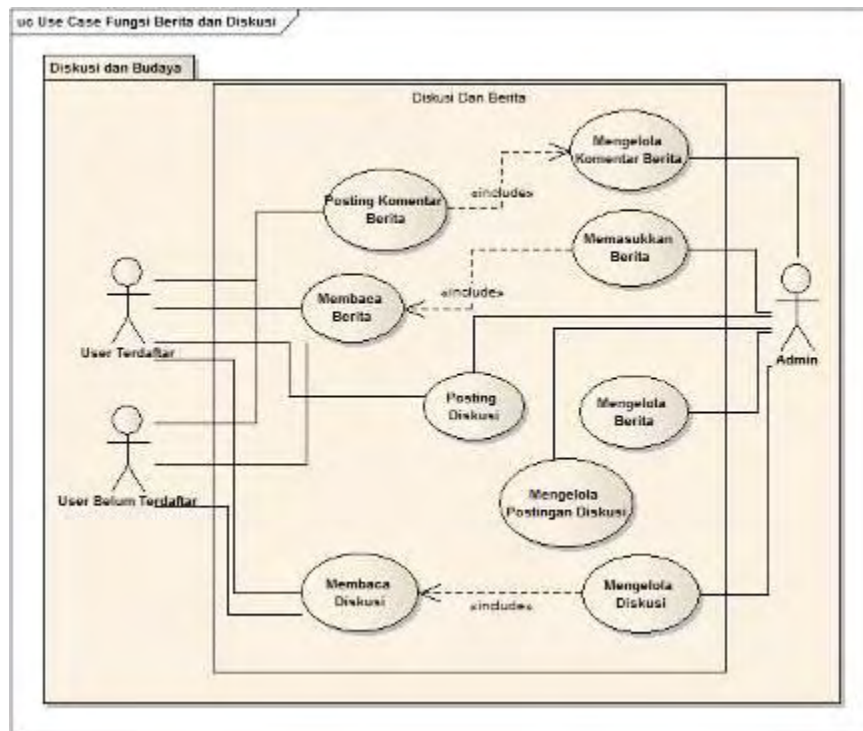 uc Use Case Fungsi Berita dan Diskusi
Diskusi dan Budaya
Diskusi Dan Berita
Mengelola
Komentar Berita
«include»
Posting Komentar
Berita
Memasukkan
Berita
«include»
Membaca
Berita
User Terdaftar
Admin
Posting
Diskusi
Mengelola
Berita
User Belum Terdaftar
Mengelola
Postingan Diskusi
Membaca
Diskusi
Mengelola
Diskusi
«include»